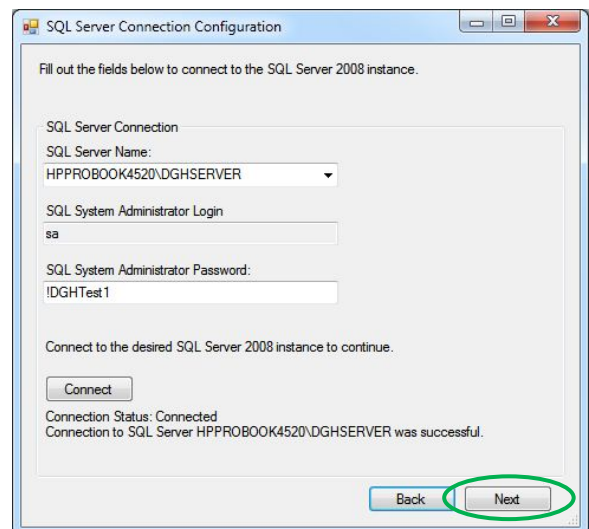 SQL Server Connection Configuration
Fill out the fields below to connect to the SQL Server 2008 instance.
SQL Server Connection
SQL Server Name:
HPPROBOOK4520\DGHSERVER
SQL System Administrator Login
sa
SQL System Administrator Password:
!DGHTest1
Connect to the desired SQL Server 2008 instance to continue.
Connect
Connection Status: Connected
Connection to SQL Server HPPROBOOK4520\DGHSERVER was successful.
Back Next